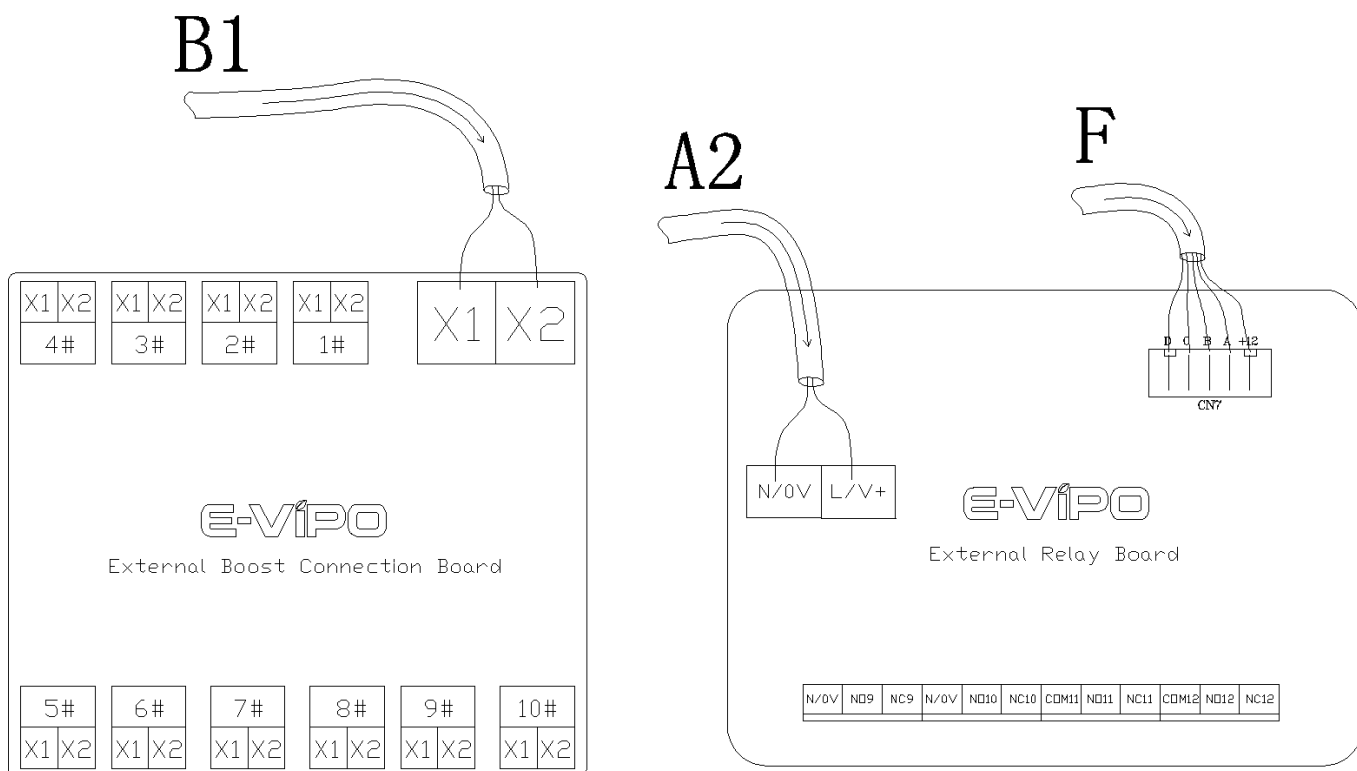 B1
A2
F
X1 X2 X1 X2 X1 X2 X1 X2 X1 X2
4# 3# 2# 1#
D C B A +12
CN7
N/0V L/V+
E-ViPO
External Boost Connection Board
E-ViPO
External Relay Board
5# 6# 7# 8# 9# 10#
X1 X2 X1 X2 X1 X2 X1 X2 X1 X2 X1 X2
N/0V NO9 NC9 N/0V NO10 NC10 COM11 NO11 NC11 COM12 NO12 NC12